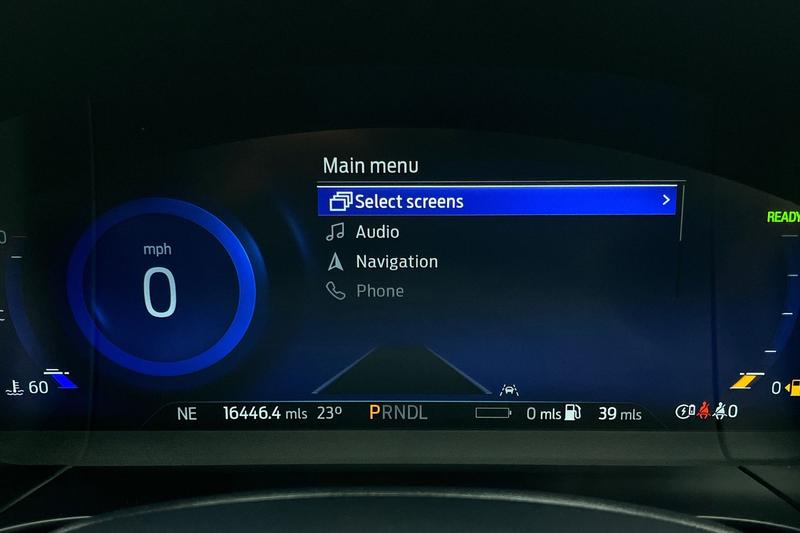 Main menu
Select screens
Audio
Navigation
Phone
mph
0
READY
60
0
NE 16446.4 mls 23º PRNDL 0 mls 39 mls 0